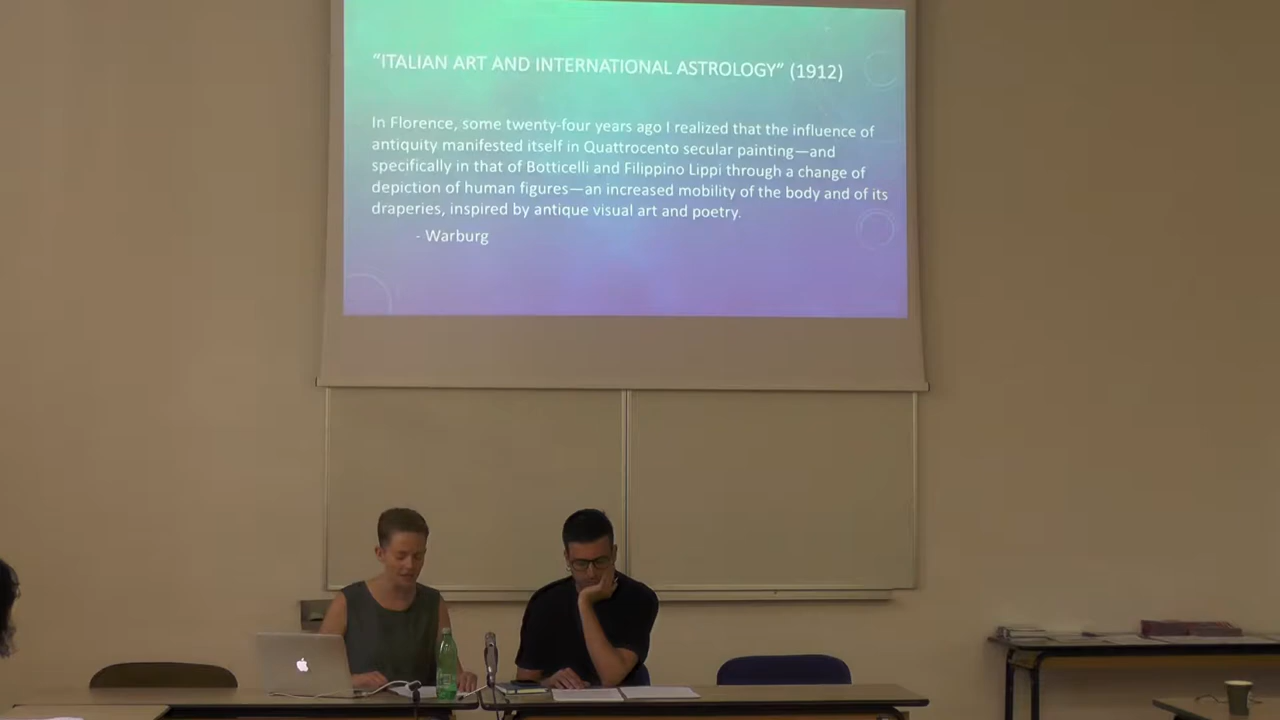 "ITALIAN ART AND INTERNATIONAL ASTROLOGY" (1912)
In Florence, some twenty-four years ago I realized that the influence of
antiquity manifested itself in Quattrocento secular painting—and
specifically in that of Botticelli and Filippino Lippi through a change of
depiction of human figures—an increased mobility of the body and of its
draperies, inspired by antique visual art and poetry.
- Warburg